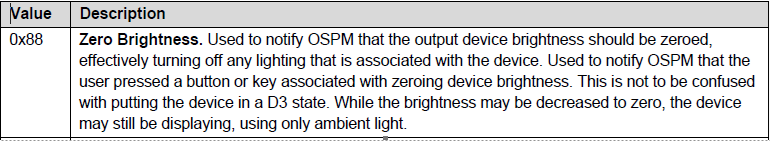 Value Description
0x88 Zero Brightness. Used to notify OSPM that the output device brightness should be zeroed,
effectively turning off any lighting that is associated with the device. Used to notify OSPM that the
user pressed a button or key associated with zeroing device brightness. This is not to be confused
with putting the device in a D3 state. While the brightness may be decreased to zero, the device
may still be displaying, using only ambient light.